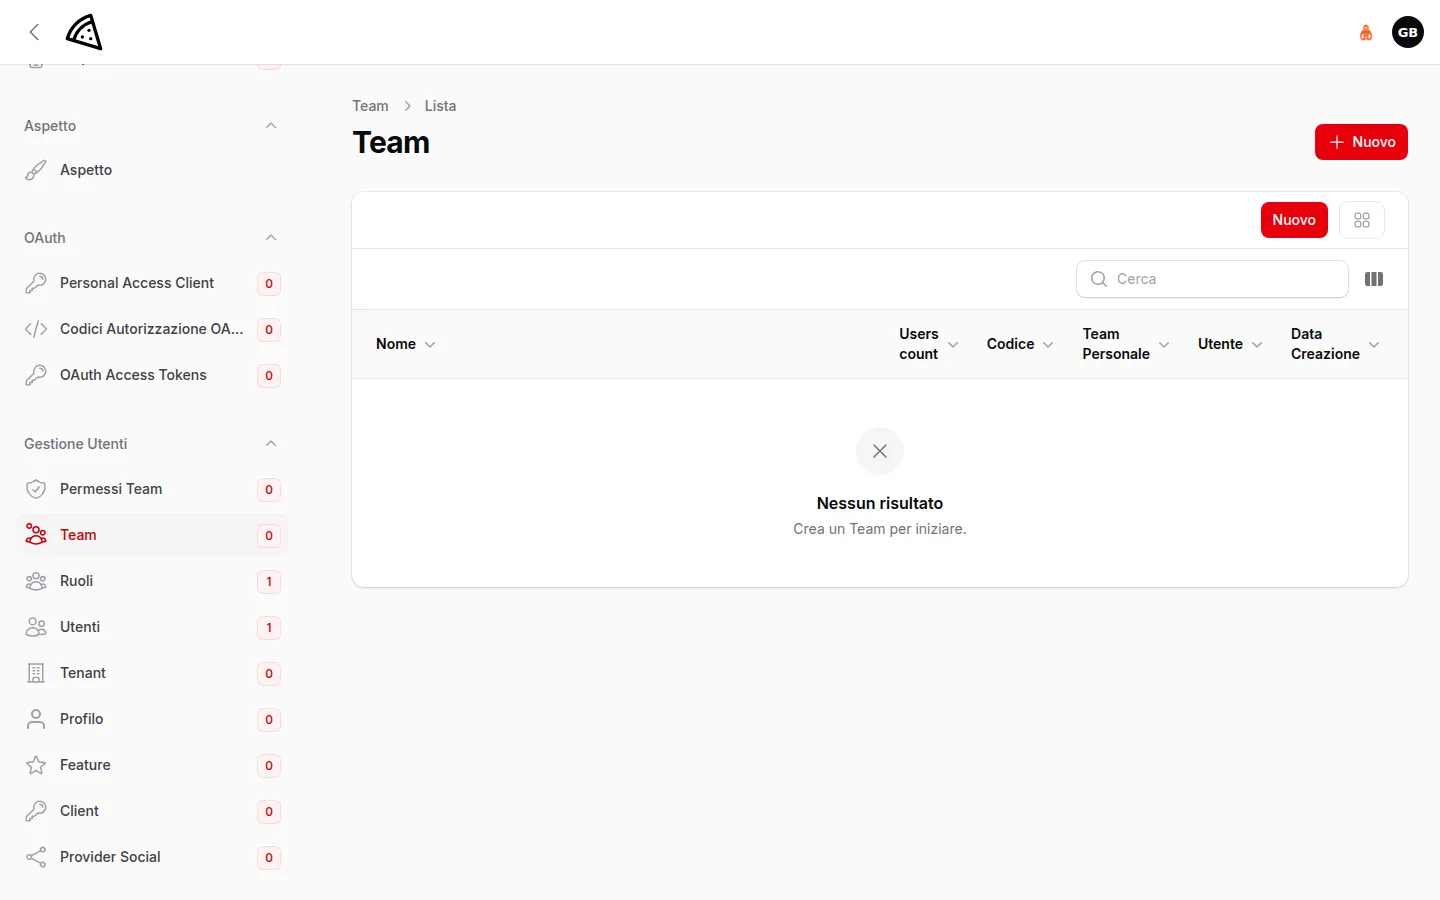 GB
Aspetto
Aspetto
OAuth
Personal Access Client 0
Codici Autorizzazione OA... 0
OAuth Access Tokens 0
Gestione Utenti
Permessi Team 0
Team 0
Ruoli 1
Utenti 1
Tenant 0
Profilo 0
Feature 0
Client 0
Provider Social 0
Team > Lista
Team
Nuovo
Nuovo
Cerca
Nome
Users count
Codice
Team Personale
Utente
Data Creazione
Nessun risultato
Crea un Team per iniziare.